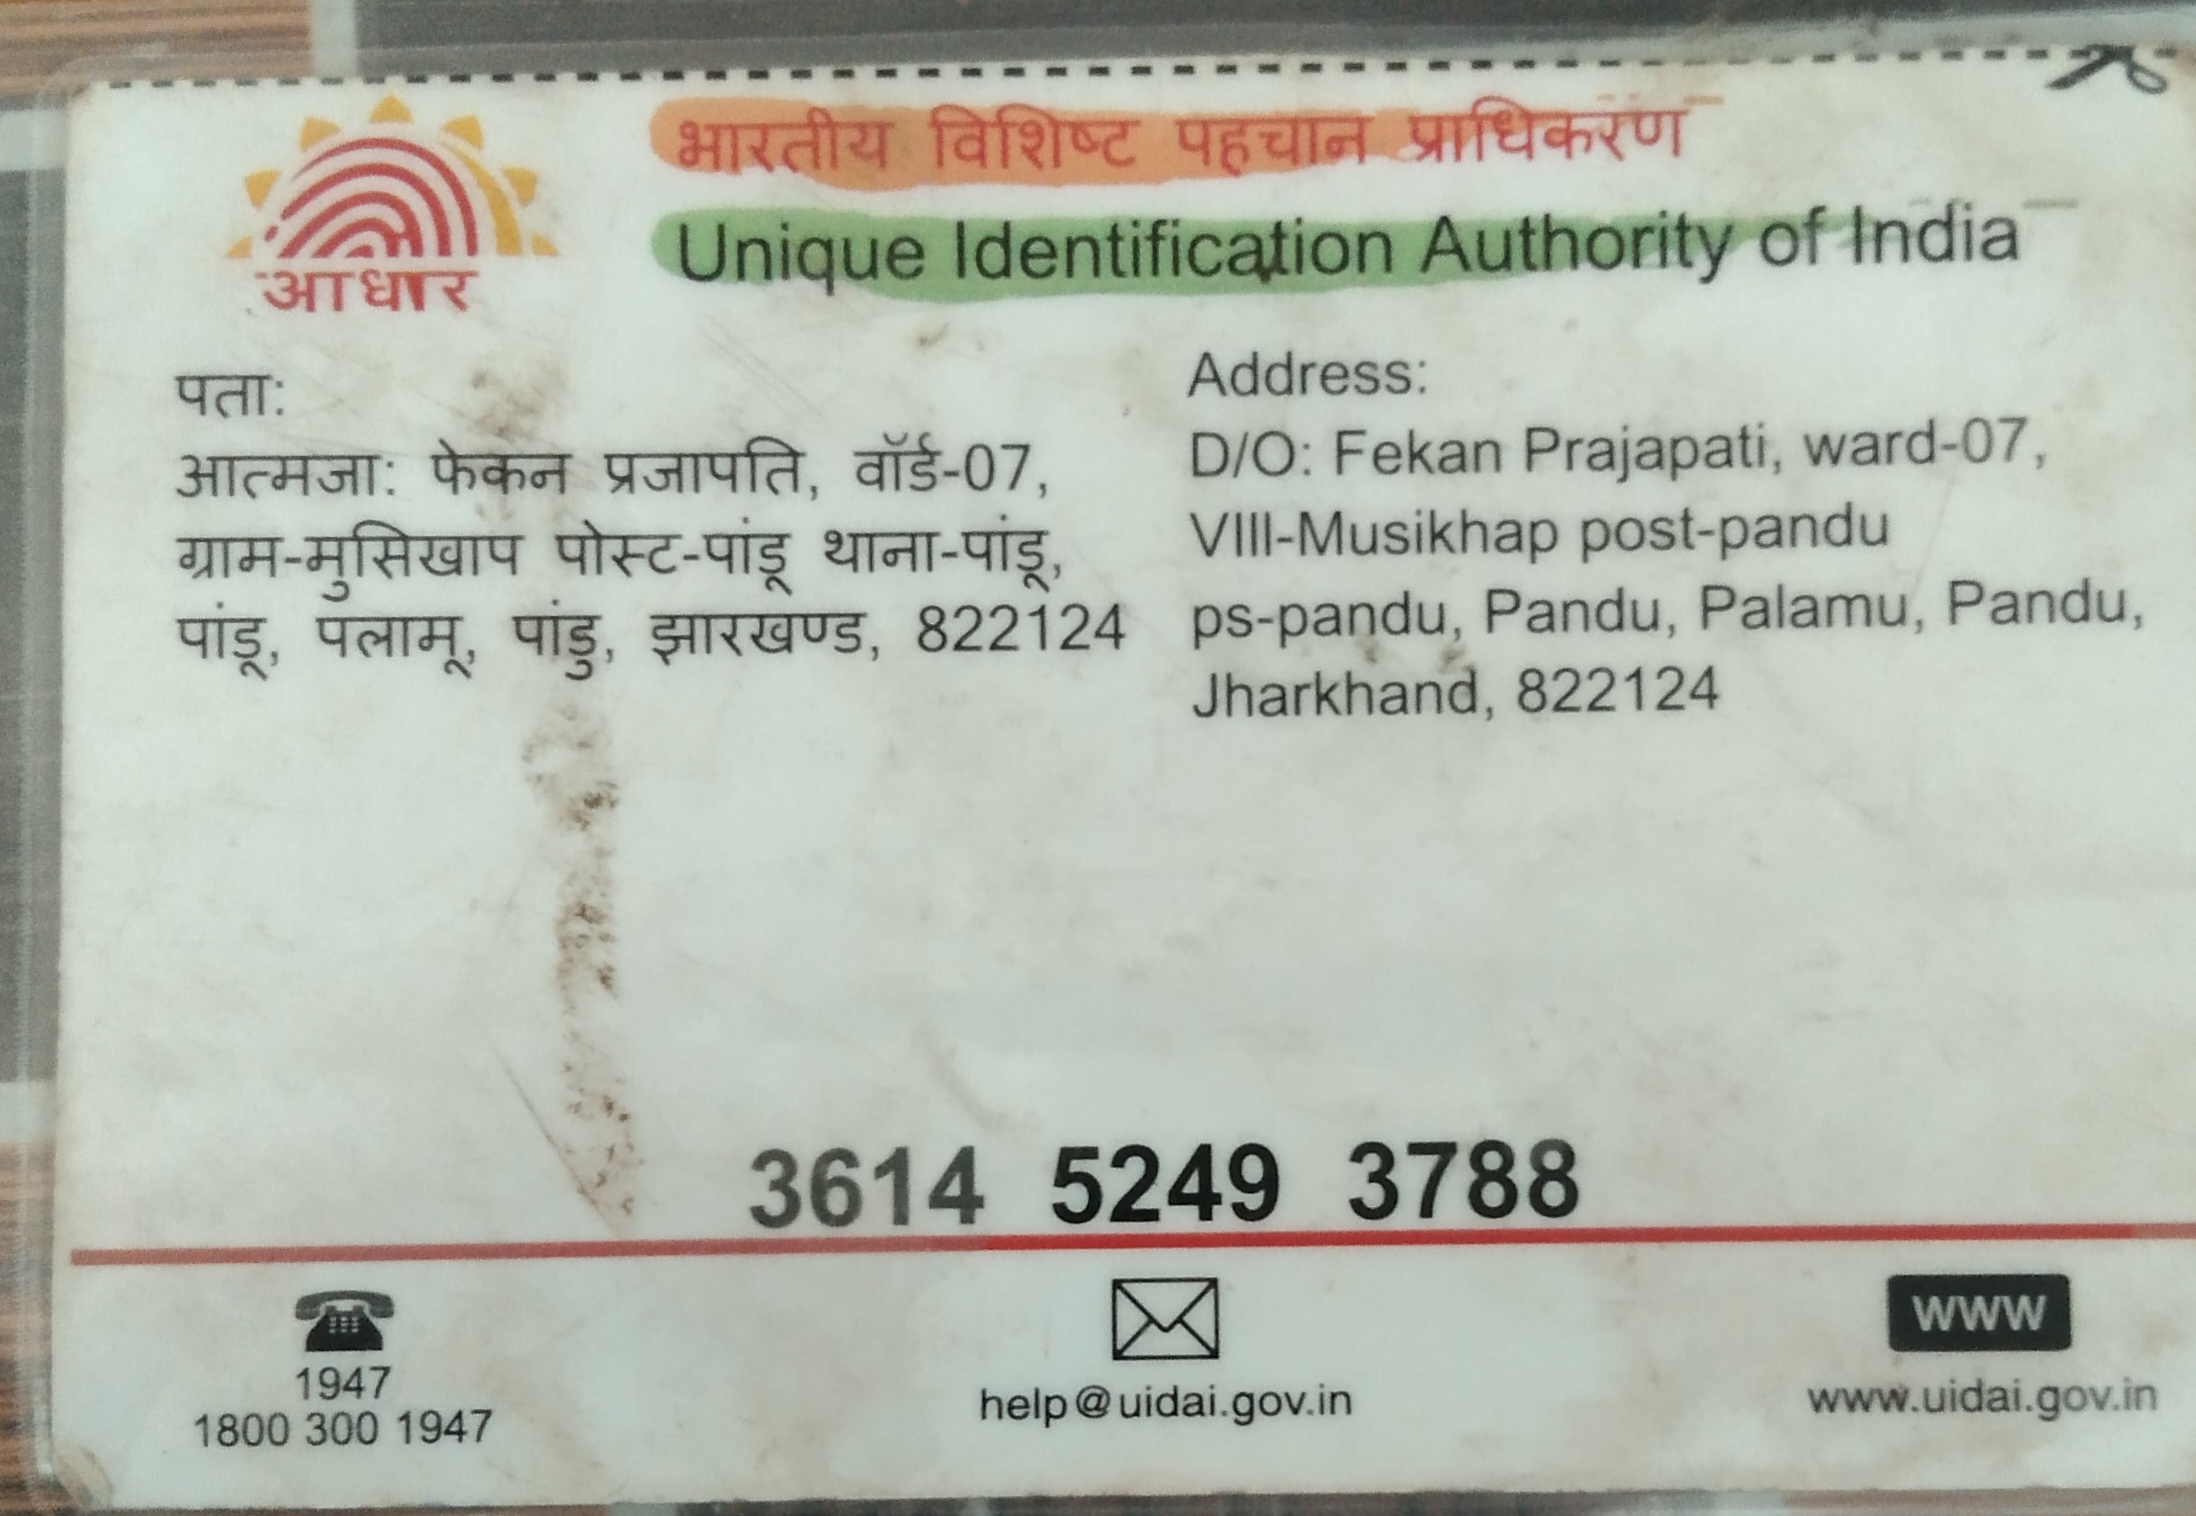 भारतीय विशिष्ट पहचान प्राधिकरण
Unique Identification Authority of India
आधार
पता:
आत्मजा: फेकन प्रजापति, वॉर्ड-07,
ग्राम-मुसिखाप पोस्ट-पांडू थाना-पांडू,
पांडू, पलामू, पांडु, झारखण्ड, 822124
Address:
D/O: Fekan Prajapati, ward-07,
VIII-Musikhap post-pandu
ps-pandu, Pandu, Palamu, Pandu,
Jharkhand, 822124
3614 5249 3788
1947
1800 300 1947
help@uidai.gov.in
www
www.uidai.gov.in